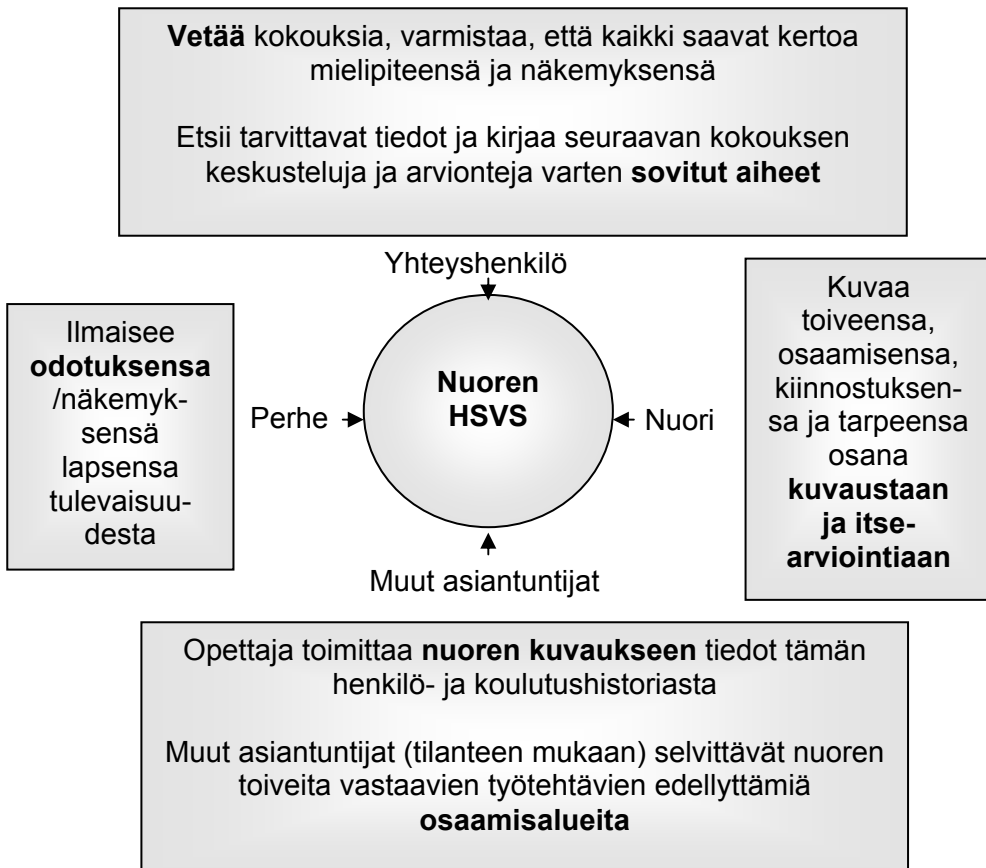 Vetää kokouksia, varmistaa, että kaikki saavat kertoa
mielipiteensä ja näkemyksensä
Etsii tarvittavat tiedot ja kirjaa seuraavan kokouksen
keskusteluja ja arvionteja varten sovitut aiheet
Yhteyshenkilö
Ilmaisee
odotuksensa
/näkemyk-
sensä
lapsensa
tulevaisuu-
desta
Perhe
Nuoren
HSVS
Nuori
Kuvaa
toiveensa,
osaamisensa,
kiinnostuksen-
sa ja tarpeensa
osana
kuvaustaan
ja itse-
arviointiaan
Muut asiantuntijat
Opettaja toimittaa nuoren kuvaukseen tiedot tämän
henkilö- ja koulutushistoriasta
Muut asiantuntijat (tilanteen mukaan) selvittävät nuoren
toiveita vastaavien työtehtävien edellyttämiä
osaamisalueita